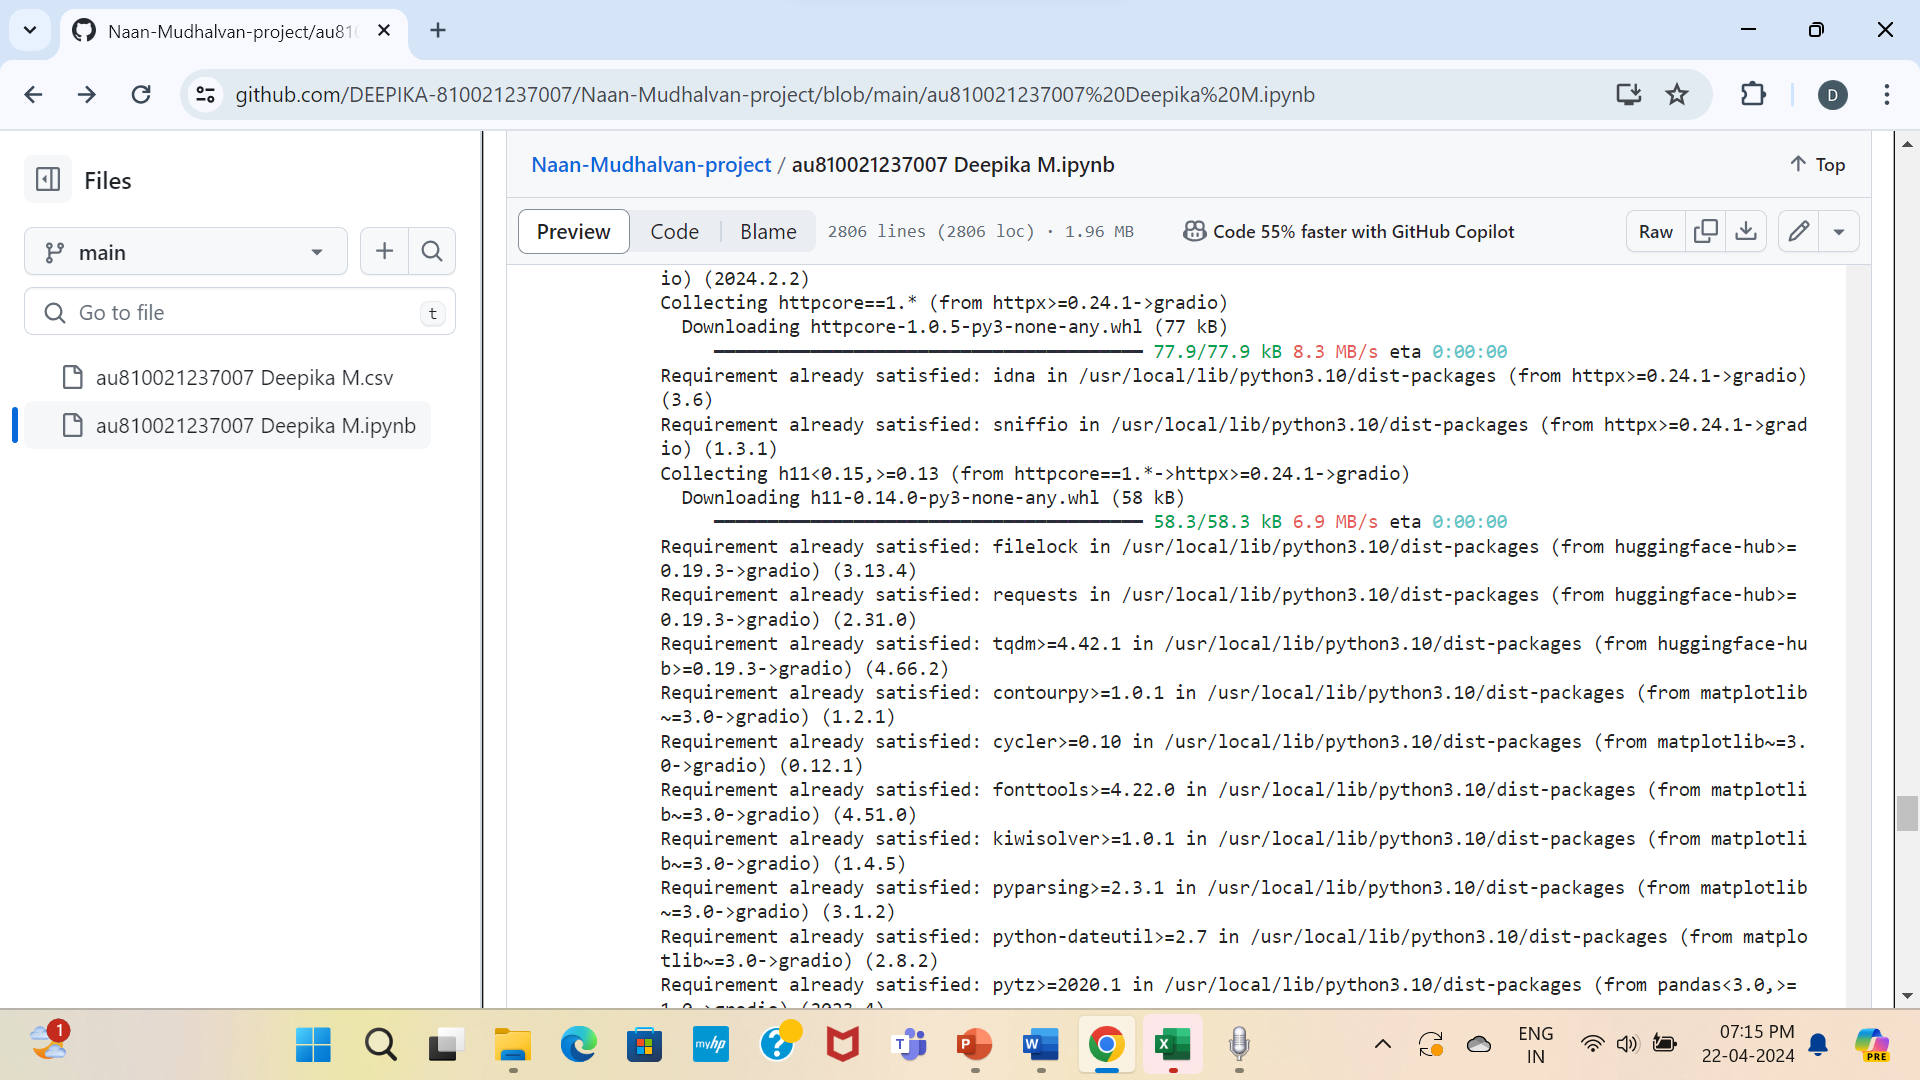 Naan-Mudhalvan-project/au810
github.com/DEEPIKA-810021237007/Naan-Mudhalvan-project/blob/main/au810021237007%20Deepika%20M.ipynb
D
Files
main
Go to file
t
au810021237007 Deepika M.csv
au810021237007 Deepika M.ipynb
Naan-Mudhalvan-project / au810021237007 Deepika M.ipynb
Top
Preview
Code
Blame
2806 lines (2806 loc) · 1.96 MB
Code 55% faster with GitHub Copilot
Raw
io) (2024.2.2)
Collecting httpcore==1.* (from httpx>=0.24.1->gradio)
Downloading httpcore-1.0.5-py3-none-any.whl (77 kB)
77.9/77.9 kB 8.3 MB/s eta 0:00:00
Requirement already satisfied: idna in /usr/local/lib/python3.10/dist-packages (from httpx>=0.24.1->gradio)
(3.6)
Requirement already satisfied: sniffio in /usr/local/lib/python3.10/dist-packages (from httpx>=0.24.1->grad
io) (1.3.1)
Collecting h11<0.15,>=0.13 (from httpcore==1.*->httpx>=0.24.1->gradio)
Downloading h11-0.14.0-py3-none-any.whl (58 kB)
58.3/58.3 kB 6.9 MB/s eta 0:00:00
Requirement already satisfied: filelock in /usr/local/lib/python3.10/dist-packages (from huggingface-hub>=
0.19.3->gradio) (3.13.4)
Requirement already satisfied: requests in /usr/local/lib/python3.10/dist-packages (from huggingface-hub>=
0.19.3->gradio) (2.31.0)
Requirement already satisfied: tqdm>=4.42.1 in /usr/local/lib/python3.10/dist-packages (from huggingface-hu
b>=0.19.3->gradio) (4.66.2)
Requirement already satisfied: contourpy>=1.0.1 in /usr/local/lib/python3.10/dist-packages (from matplotlib
~=3.0->gradio) (1.2.1)
Requirement already satisfied: cycler>=0.10 in /usr/local/lib/python3.10/dist-packages (from matplotlib~=3.
0->gradio) (0.12.1)
Requirement already satisfied: fonttools>=4.22.0 in /usr/local/lib/python3.10/dist-packages (from matplotli
b~=3.0->gradio) (4.51.0)
Requirement already satisfied: kiwisolver>=1.0.1 in /usr/local/lib/python3.10/dist-packages (from matplotli
b~=3.0->gradio) (1.4.5)
Requirement already satisfied: pyparsing>=2.3.1 in /usr/local/lib/python3.10/dist-packages (from matplotlib
~=3.0->gradio) (3.1.2)
Requirement already satisfied: python-dateutil>=2.7 in /usr/local/lib/python3.10/dist-packages (from matplo
tlib~=3.0->gradio) (2.8.2)
Requirement already satisfied: pytz>=2020.1 in /usr/local/lib/python3.10/dist-packages (from pandas<3.0,>=
1
myhp
ENG
IN
07:15 PM
22-04-2024
PRE